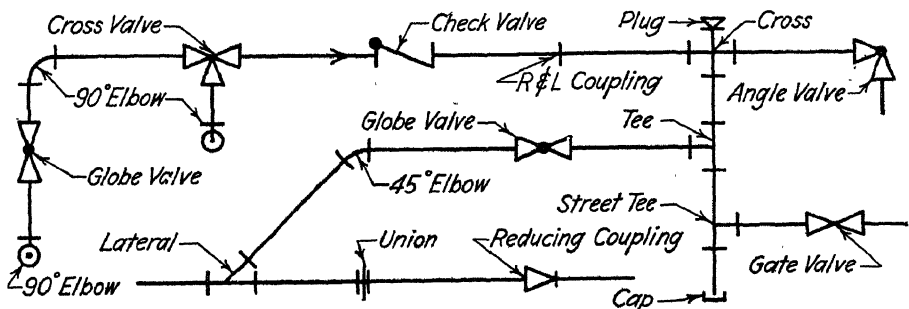 Cross Valve
Check Valve
Plug
Cross
90° Elbow
R&L Coupling
Angle Valve
Globe Valve
Tee
Globe Valve
45° Elbow
Street Tee
Lateral
Union
Reducing Coupling
Gate Valve
90° Elbow
Cap